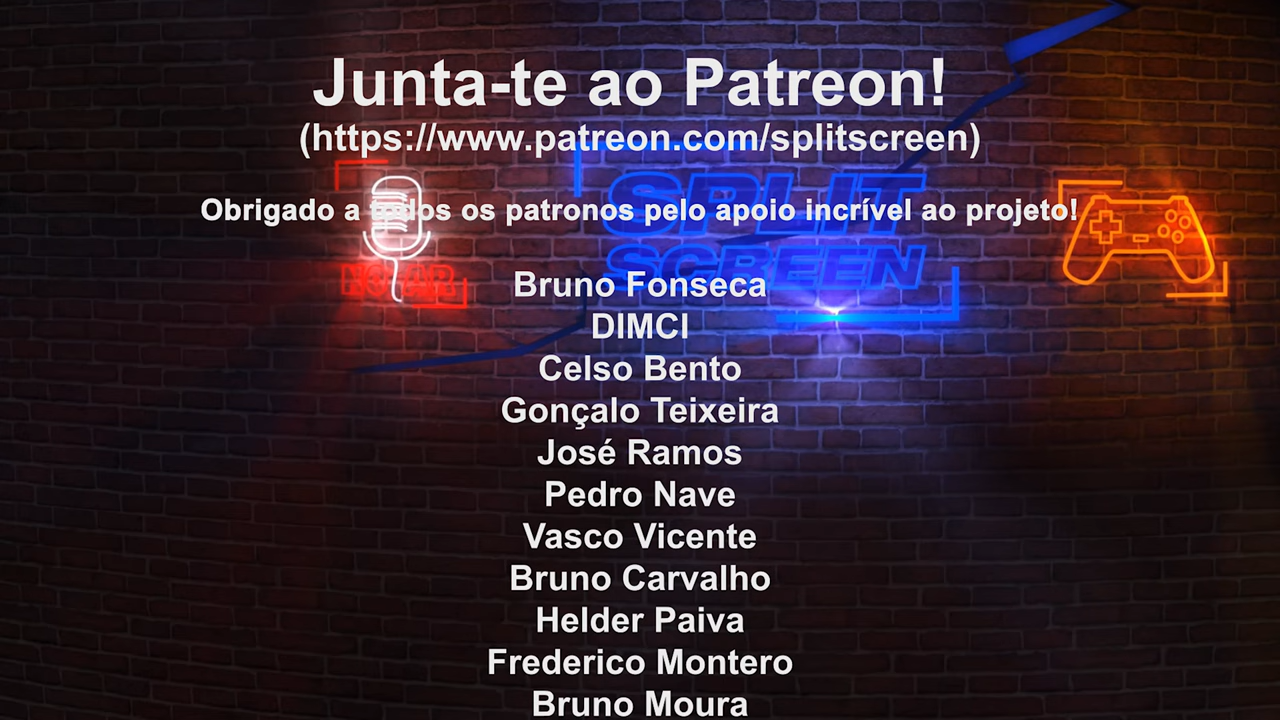 Junta-te ao Patreon!
(https://www.patreon.com/splitscreen)
Obrigado a todos os patronos pelo apoio incrível ao projeto!
SPLIT
SCREEN
Bruno Fonseca
DIMCI
Celso Bento
Gonçalo Teixeira
José Ramos
Pedro Nave
Vasco Vicente
Bruno Carvalho
Helder Paiva
Frederico Montero
Bruno Moura